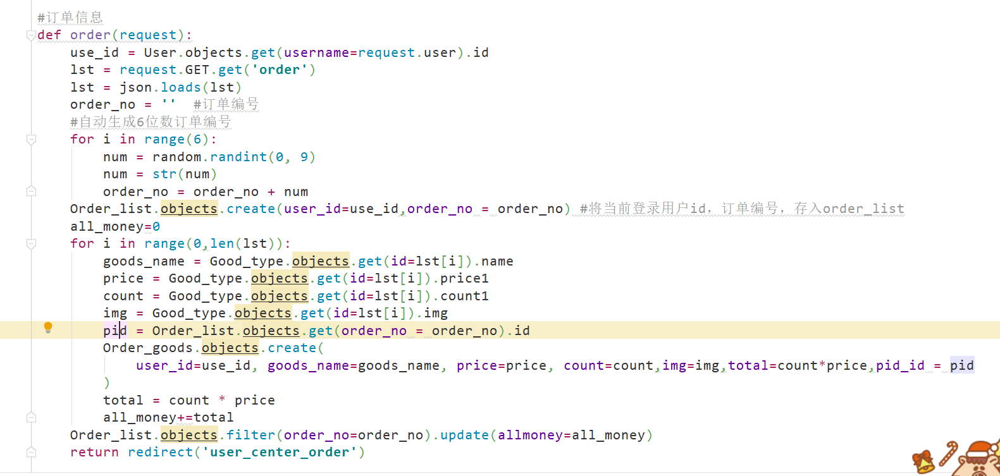 #订单信息
def order(request):
    use_id = User.objects.get(username=request.user).id
    lst = request.GET.get('order')
    lst = json.loads(lst)
    order_no = ''  #订单编号
    #自动生成6位数订单编号
    for i in range(6):
        num = random.randint(0, 9)
        num = str(num)
        order_no = order_no + num
    Order_list.objects.create(user_id=use_id,order_no = order_no) #将当前登录用户id，订单编号，存入order_list
    all_money=0
    for i in range(0,len(lst)):
        goods_name = Good_type.objects.get(id=lst[i]).name
        price = Good_type.objects.get(id=lst[i]).price1
        count = Good_type.objects.get(id=lst[i]).count1
        img = Good_type.objects.get(id=lst[i]).img
        pid = Order_list.objects.get(order_no = order_no).id
        Order_goods.objects.create(
            user_id=use_id, goods_name=goods_name, price=price, count=count,img=img,total=count*price,pid_id = pid
        )
        total = count * price
        all_money+=total
    Order_list.objects.filter(order_no=order_no).update(allmoney=all_money)
    return redirect('user_center_order')